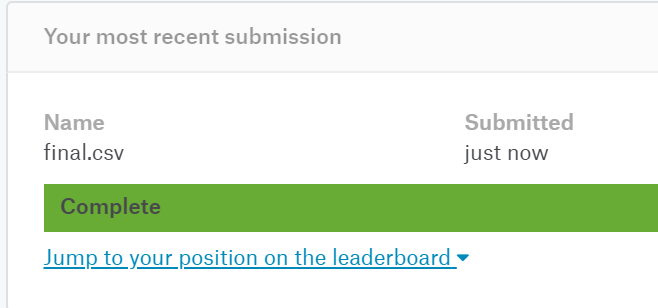 Your most recent submission
Name
Submitted
final.csv
just now
Complete
Jump to your position on the leaderboard